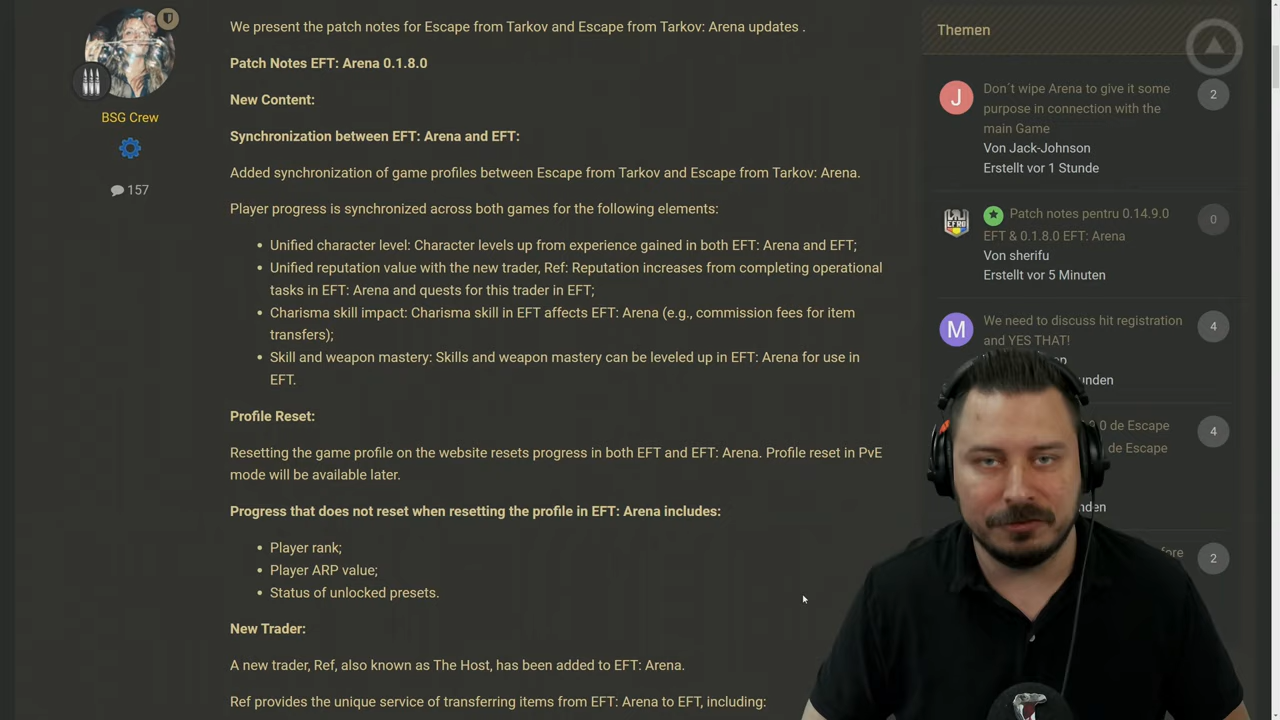 We present the patch notes for Escape from Tarkov and Escape from Tarkov: Arena updates .
Patch Notes EFT: Arena 0.1.8.0
New Content:
BSG Crew
157
Synchronization between EFT: Arena and EFT:
Added synchronization of game profiles between Escape from Tarkov and Escape from Tarkov: Arena.
Player progress is synchronized across both games for the following elements:
• Unified character level: Character levels up from experience gained in both EFT: Arena and EFT;
• Unified reputation value with the new trader, Ref: Reputation increases from completing operational
tasks in EFT: Arena and quests for this trader in EFT;
• Charisma skill impact: Charisma skill in EFT affects EFT: Arena (e.g., commission fees for item
transfers);
• Skill and weapon mastery: Skills and weapon mastery can be leveled up in EFT: Arena for use in
EFT.
Profile Reset:
Resetting the game profile on the website resets progress in both EFT and EFT: Arena. Profile reset in PvE
mode will be available later.
Progress that does not reset when resetting the profile in EFT: Arena includes:
• Player rank;
• Player ARP value;
• Status of unlocked presets.
New Trader:
A new trader, Ref, also known as The Host, has been added to EFT: Arena.
Ref provides the unique service of transferring items from EFT: Arena to EFT, including:
Themen
J
Don´t wipe Arena to give it some
purpose in connection with the
main Game
Von Jack-Johnson
Erstellt vor 1 Stunde
2
Patch notes pentru 0.14.9.0
EFT & 0.1.8.0 EFT: Arena
Von sherifu
Erstellt vor 5 Minuten
0
M
We need to discuss hit registration
and YES THAT!
4
de Escape
de Escape
4
2